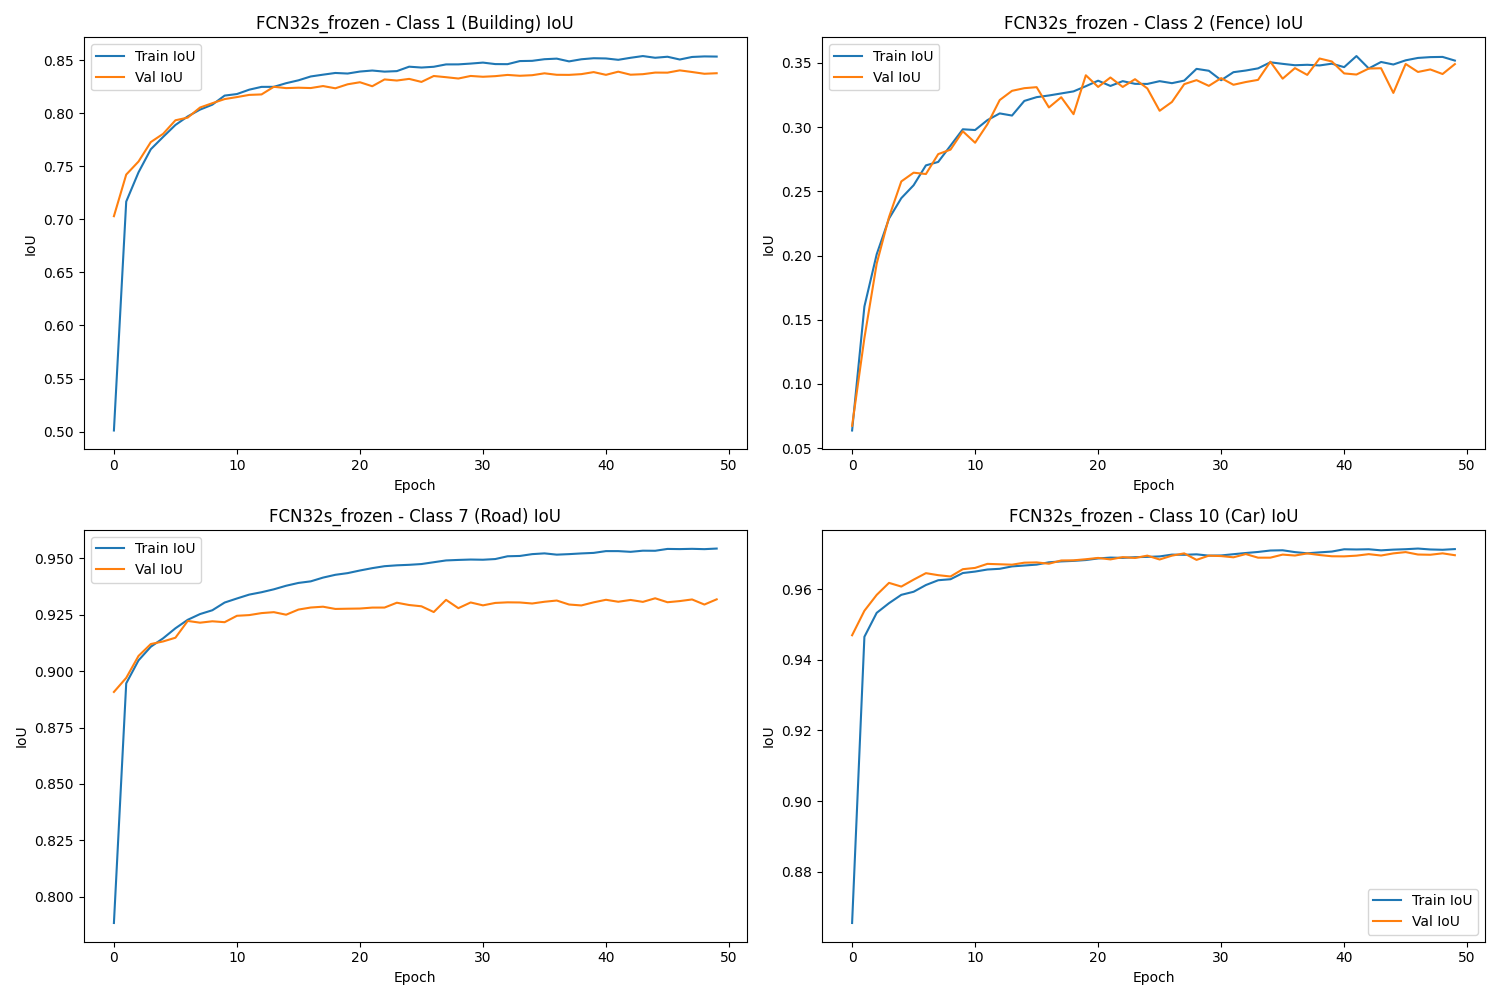 FCN32s_frozen - Class 1 (Building) IoU
Train IoU
Val IoU
0.85
0.80
0.75
0.70
0.65
0.60
0.55
0.50
IoU
0 10 20 30 40 50
Epoch
FCN32s_frozen - Class 2 (Fence) IoU
Train IoU
Val IoU
0.35
0.30
0.25
0.20
0.15
0.10
0.05
IoU
0 10 20 30 40 50
Epoch
FCN32s_frozen - Class 7 (Road) IoU
Train IoU
Val IoU
0.950
0.925
0.900
0.875
0.850
0.825
0.800
IoU
0 10 20 30 40 50
Epoch
FCN32s_frozen - Class 10 (Car) IoU
0.96
0.94
0.92
0.90
0.88
IoU
Train IoU
Val IoU
0 10 20 30 40 50
Epoch